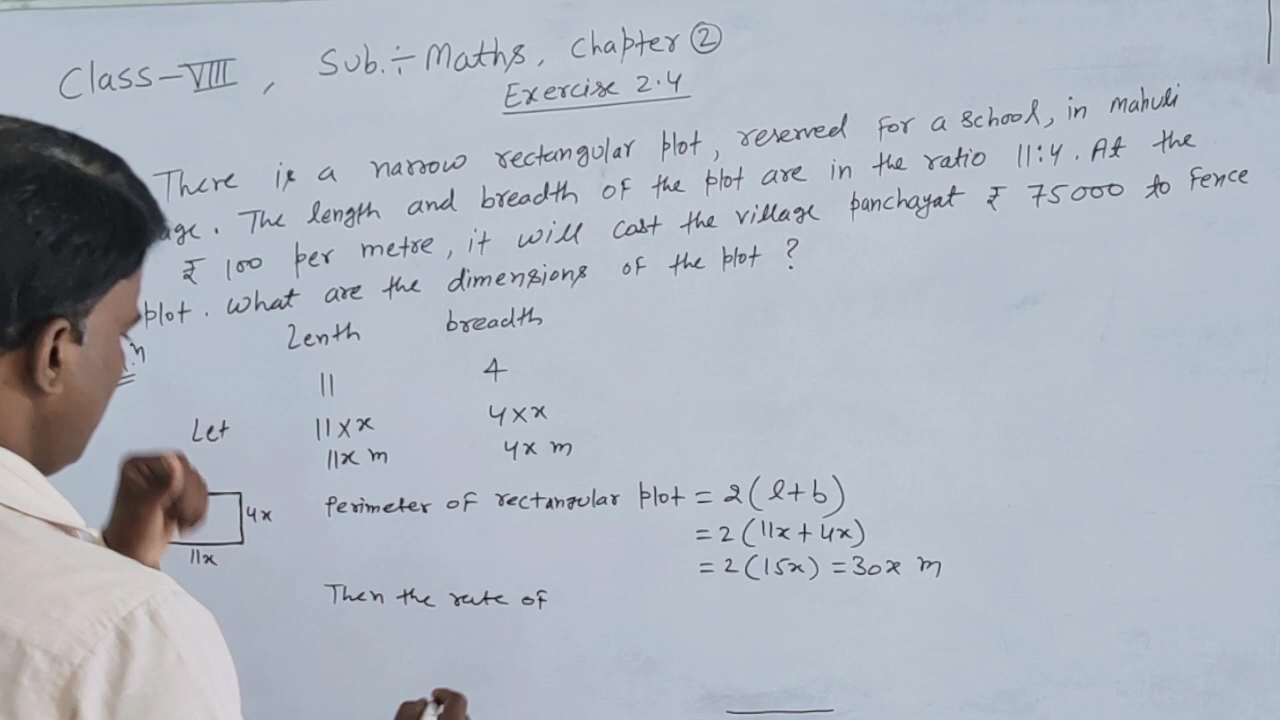 Class-VIII, Sub.÷Maths, Chapter ②
Exercise 2.4
There is a narrow rectangular plot, reserved for a school, in mahuli
age. The length and breadth of the plot are in the ratio 11:4. At the
₹ 100 per metre, it will cast the village panchayat ₹ 75000 to fence
plot. What are the dimensions of the plot?
Lenth breadth
11 4
Let 11×x 4×x
11x m 4x m
4x
11x
Perimeter of rectangular plot = 2(l+b)
= 2(11x+4x)
= 2(15x) = 30x m
Then the rate of